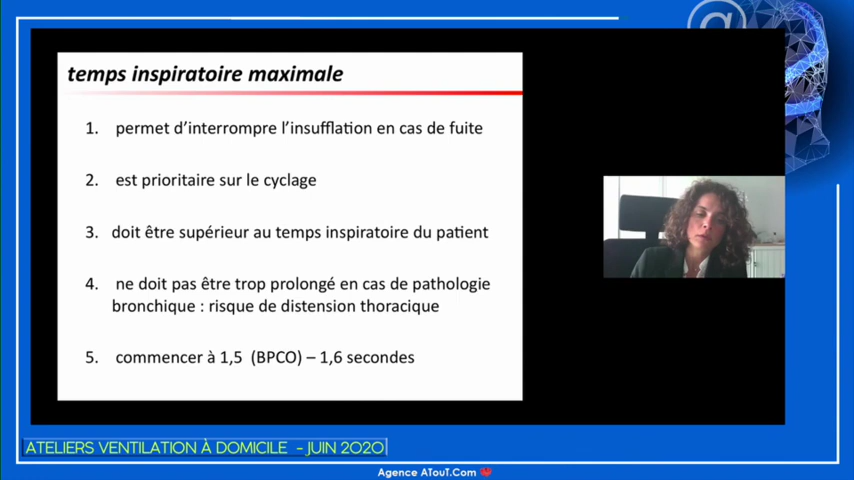 temps inspiratoire maximale
1. permet d'interrompre l'insufflation en cas de fuite
2. est prioritaire sur le cyclage
3. doit être supérieur au temps inspiratoire du patient
4. ne doit pas être trop prolongé en cas de pathologie
bronchique : risque de distension thoracique
5. commencer à 1,5 (BPCO) – 1,6 secondes
ATELIERS VENTILATION À DOMICILE - JUIN 2020
Agence ATouT.Com